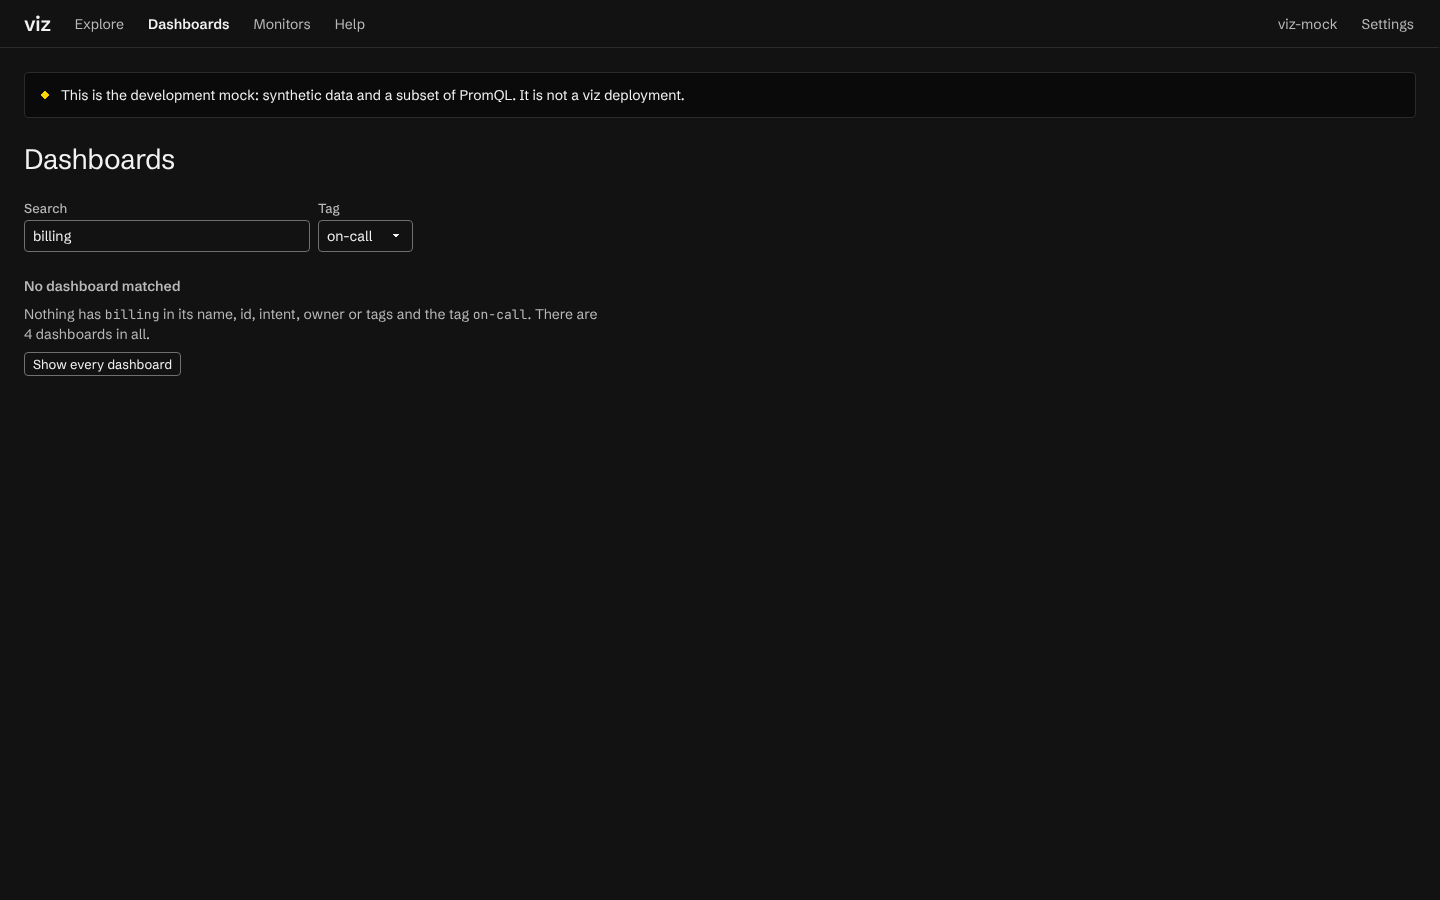 viz Explore Dashboards Monitors Help viz-mock Settings
This is the development mock: synthetic data and a subset of PromQL. It is not a viz deployment.
Dashboards
Search Tag
billing on-call
No dashboard matched
Nothing has billing in its name, id, intent, owner or tags and the tag on-call. There are
4 dashboards in all.
Show every dashboard